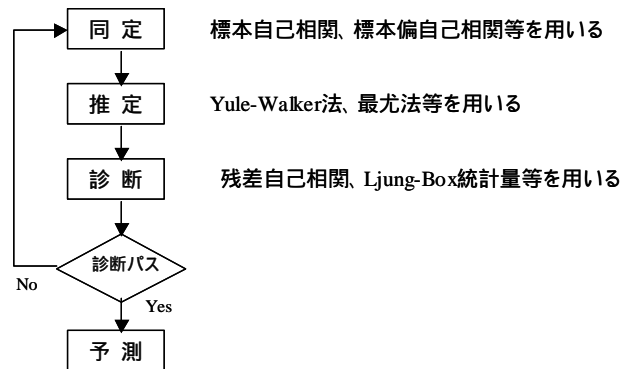 同 定 標本自己相関、標本偏自己相関等を用いる
推 定 Yule-Walker法、最尤法等を用いる
診 断 残差自己相関、Ljung-Box統計量等を用いる
診断パス
No
Yes
予 測